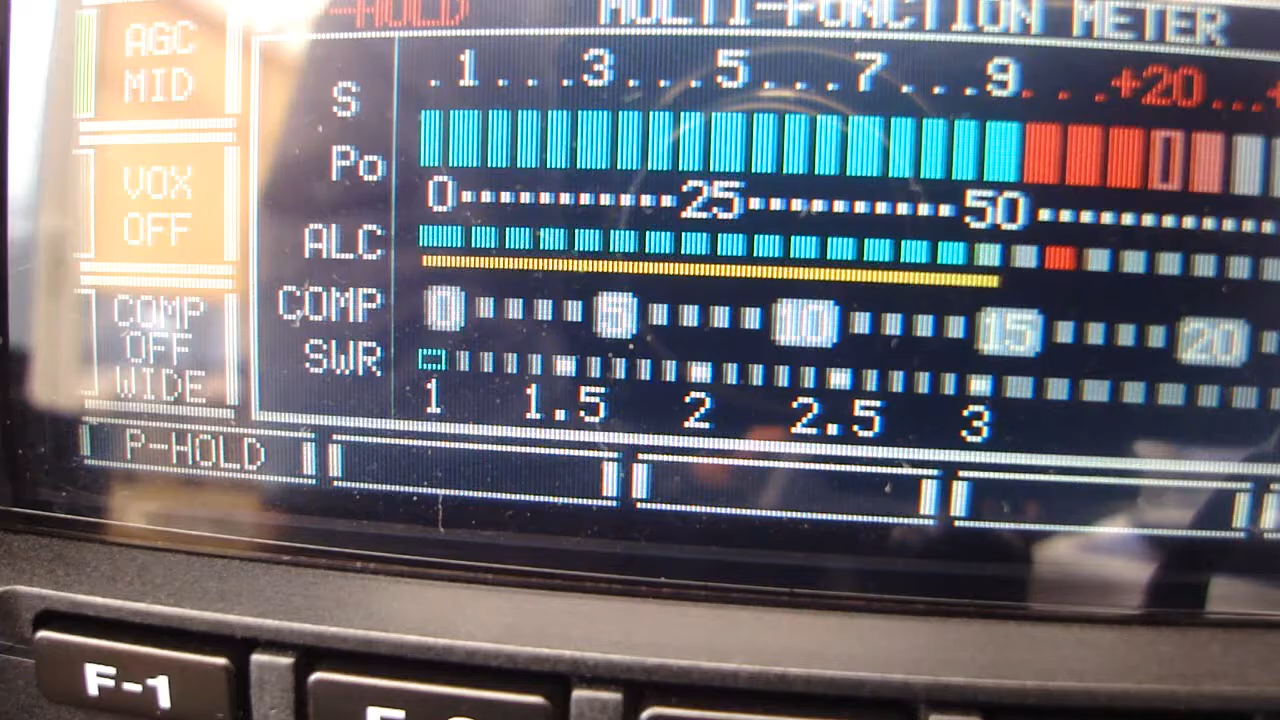 P-HOLD MULTI-FUNCTION METER
AGC
MID
S .1...3...5...7...9...+20...+
VOX
OFF
Po 0 25 50
ALC
COMP 0 5 10 15 20
COMP
OFF
WIDE
SWR 1 1.5 2 2.5 3
P-HOLD
F-1